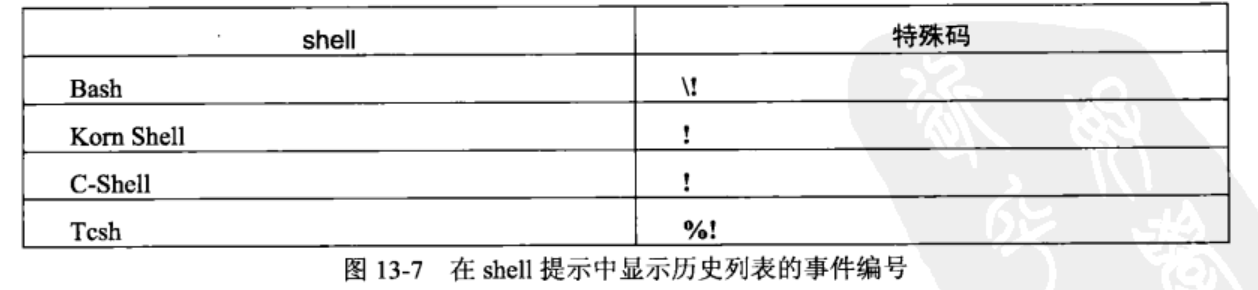 shell 特殊码
Bash \!
Korn Shell !
C-Shell !
Tcsh %!
图 13-7 在 shell 提示中显示历史列表的事件编号